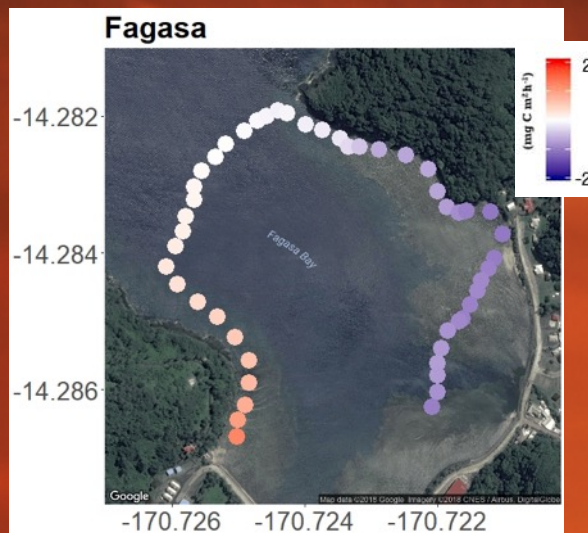 Fagasa
2
(mg C m²h⁻¹)
-2
-14.282
-14.284
-14.286
Fagasa Bay
Google
Map data ©2018 Google Imagery ©2018 CNES / Airbus, DigitalGlobe
-170.726 -170.724 -170.722